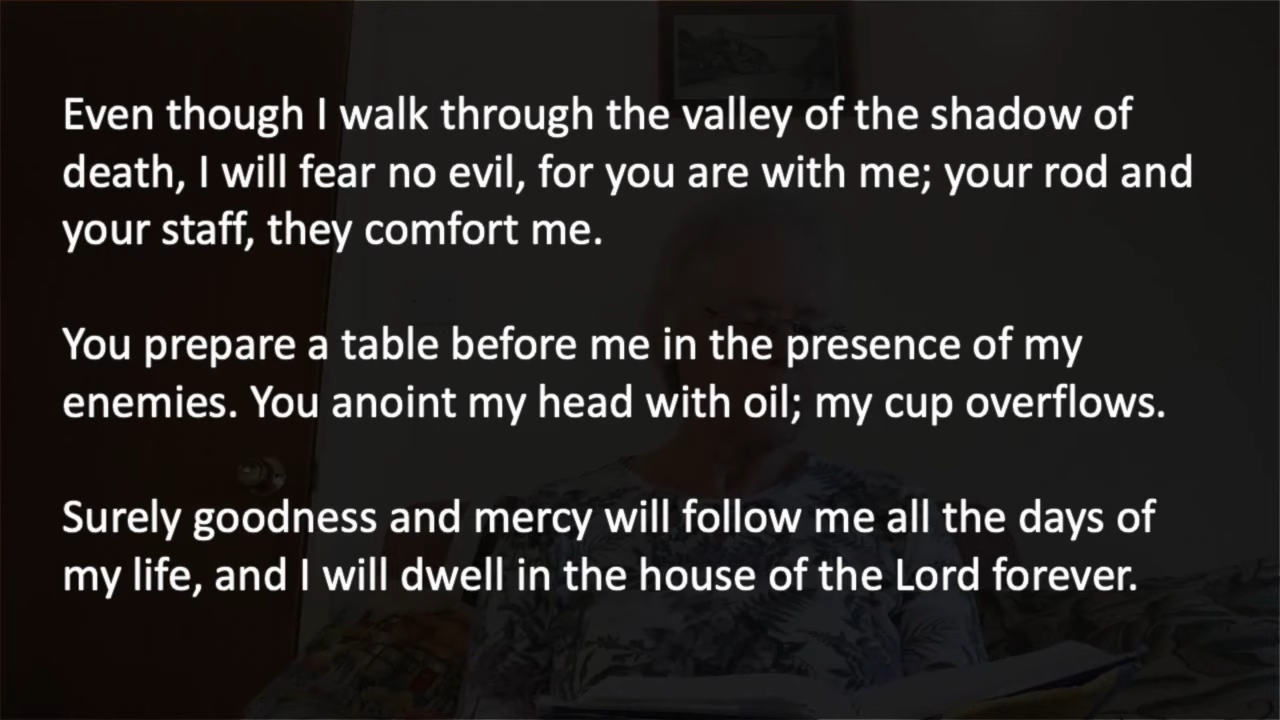 Even though I walk through the valley of the shadow of
death, I will fear no evil, for you are with me; your rod and
your staff, they comfort me.
You prepare a table before me in the presence of my
enemies. You anoint my head with oil; my cup overflows.
Surely goodness and mercy will follow me all the days of
my life, and I will dwell in the house of the Lord forever.